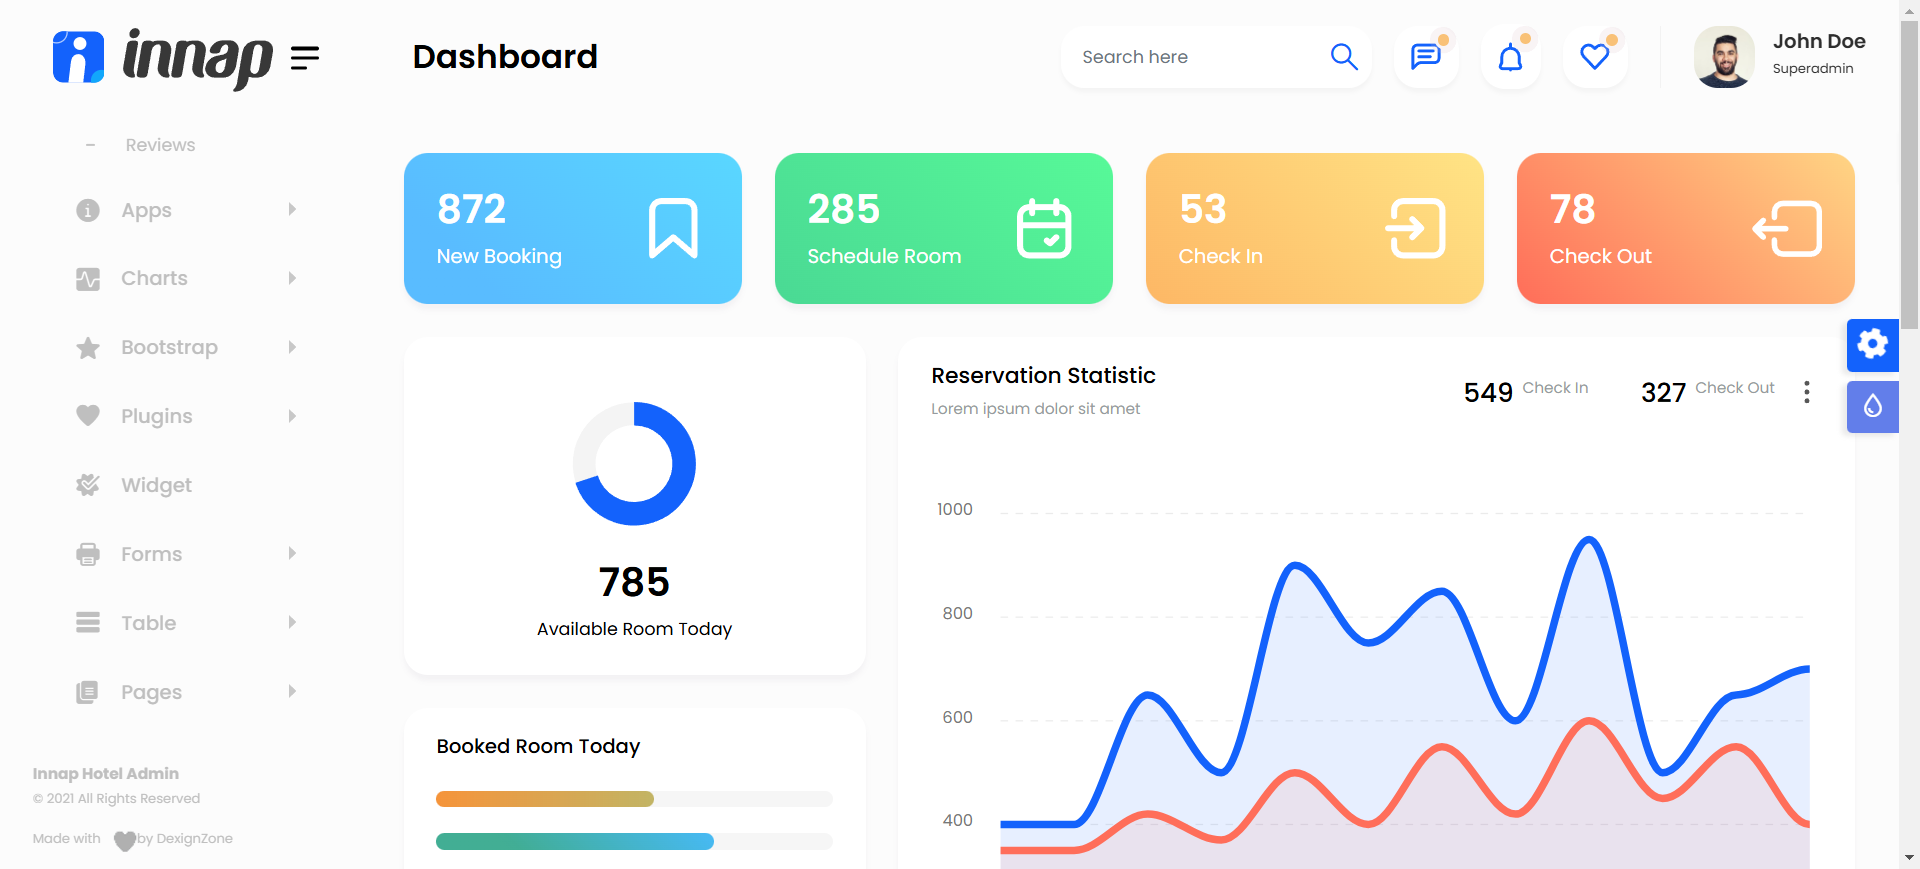 innap
Dashboard
Search here
John Doe
Superadmin
Reviews
Apps
Charts
Bootstrap
Plugins
Widget
Forms
Table
Pages
Innap Hotel Admin
© 2021 All Rights Reserved
Made with by DexignZone
872
New Booking
285
Schedule Room
53
Check In
78
Check Out
785
Available Room Today
Booked Room Today
Reservation Statistic
Lorem ipsum dolor sit amet
549 Check In
327 Check Out
1000
800
600
400